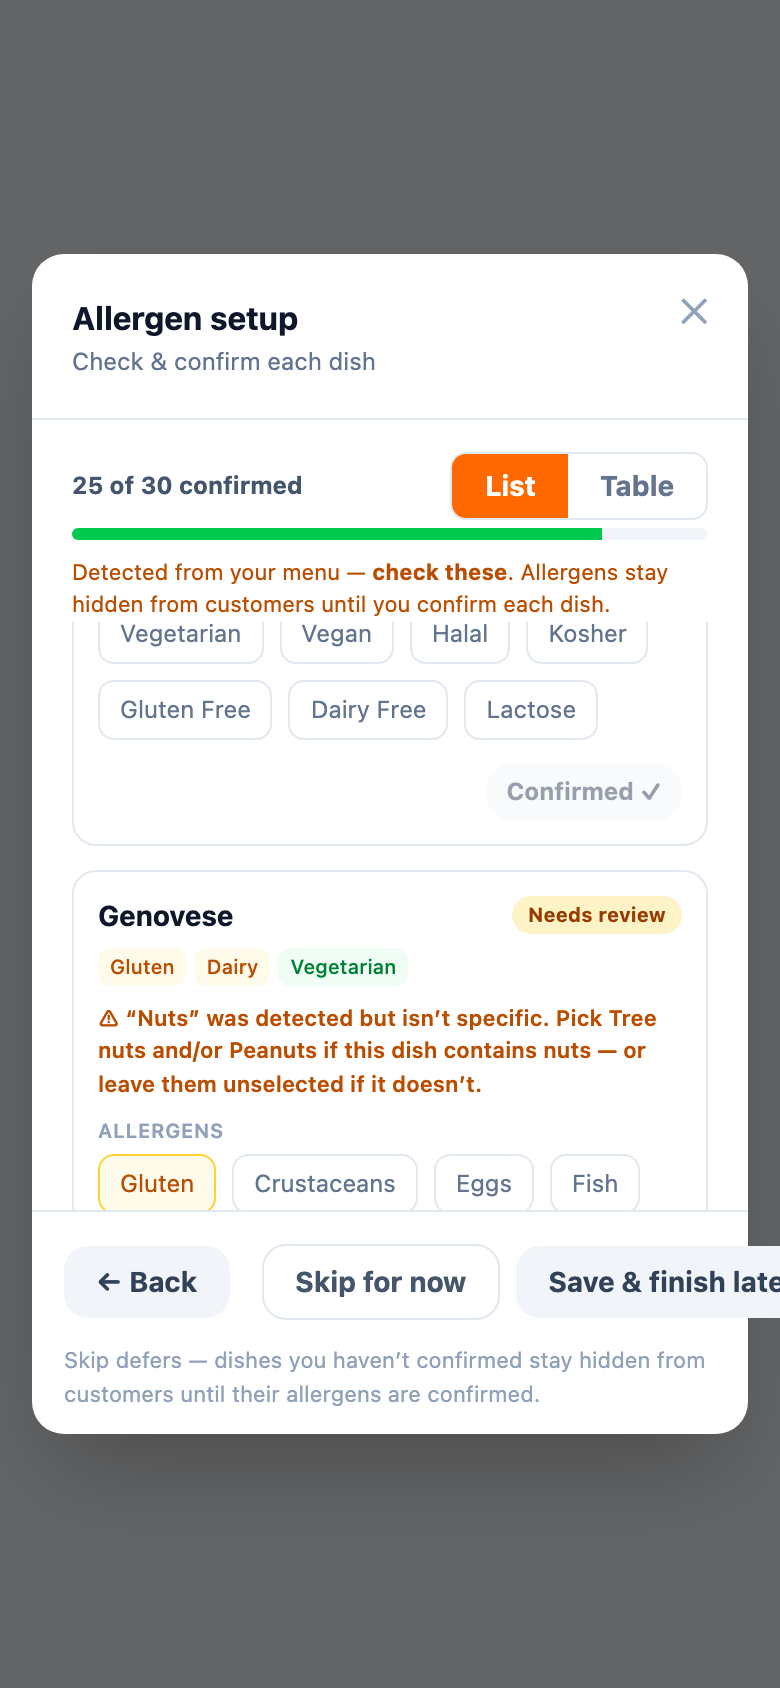 Allergen setup
Check & confirm each dish
25 of 30 confirmed
List
Table
Detected from your menu — check these. Allergens stay
hidden from customers until you confirm each dish.
Vegetarian
Vegan
Halal
Kosher
Gluten Free
Dairy Free
Lactose
Confirmed ✓
Genovese
Needs review
Gluten
Dairy
Vegetarian
⚠ “Nuts” was detected but isn’t specific. Pick Tree
nuts and/or Peanuts if this dish contains nuts — or
leave them unselected if it doesn’t.
ALLERGENS
Gluten
Crustaceans
Eggs
Fish
← Back
Skip for now
Save & finish late
Skip defers — dishes you haven’t confirmed stay hidden from
customers until their allergens are confirmed.